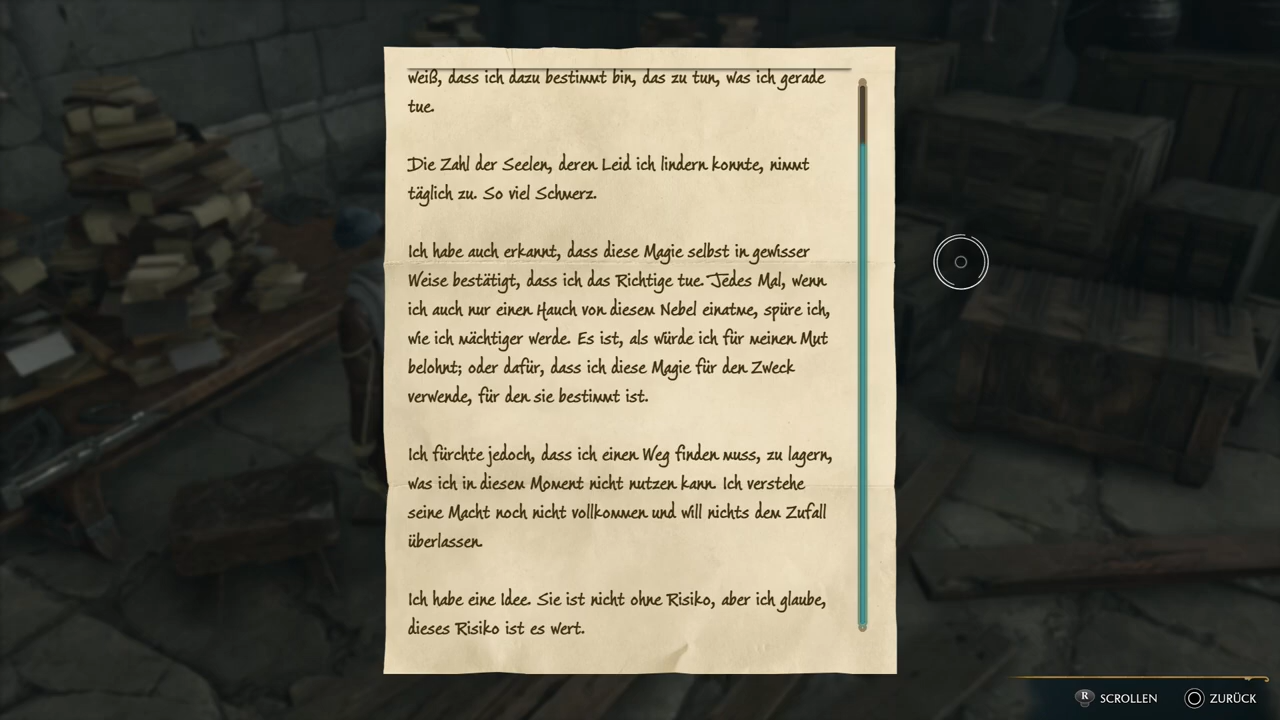 weiß, dass ich dazu bestimmt bin, das zu tun, was ich gerade
tue.
Die Zahl der Seelen, deren Leid ich lindern konnte, nimmt
täglich zu. So viel Schmerz.
Ich habe auch erkannt, dass diese Magie selbst in gewisser
Weise bestätigt, dass ich das Richtige tue. Jedes Mal, wenn
ich auch nur einen Hauch von diesem Nebel einatme, spüre ich,
wie ich mächtiger werde. Es ist, als würde ich für meinen Mut
belohnt; oder dafür, dass ich diese Magie für den Zweck
verwende, für den sie bestimmt ist.
Ich fürchte jedoch, dass ich einen Weg finden muss, zu lagern,
was ich in diesem Moment nicht nutzen kann. Ich verstehe
seine Macht noch nicht vollkommen und will nichts dem Zufall
überlassen.
Ich habe eine Idee. Sie ist nicht ohne Risiko, aber ich glaube,
dieses Risiko ist es wert.
R SCROLLEN ZURÜCK